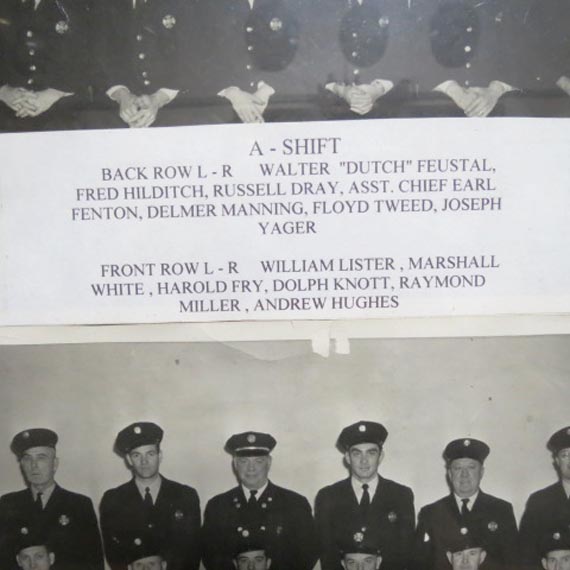 A - SHIFT
BACK ROW L - R WALTER "DUTCH" FEUSTAL,
FRED HILDITCH, RUSSELL DRAY, ASST. CHIEF EARL
FENTON, DELMER MANNING, FLOYD TWEED, JOSEPH
YAGER
FRONT ROW L - R WILLIAM LISTER , MARSHALL
WHITE , HAROLD FRY, DOLPH KNOTT, RAYMOND
MILLER , ANDREW HUGHES